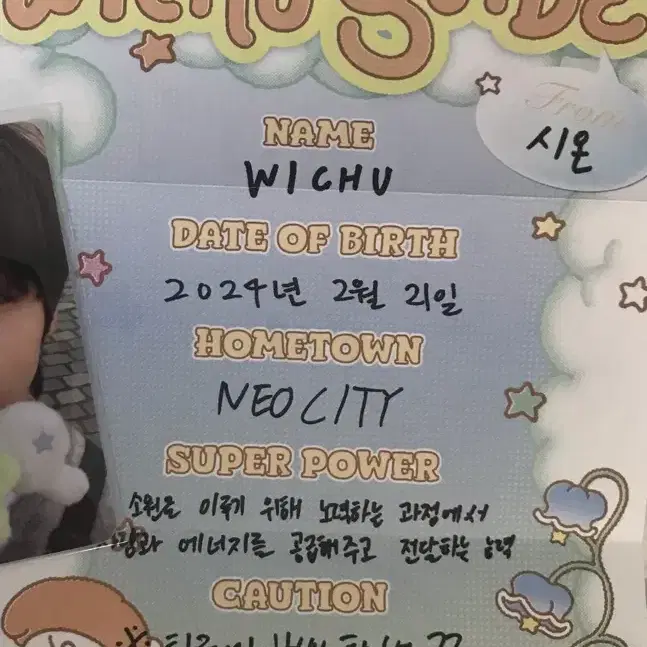 WICHU GUIDE
From
시온
NAME
WICHU
DATE OF BIRTH
2024년 2월 21일
HOMETOWN
NEO CITY
SUPER POWER
소원을 이루기 위해 노력하는 과정에서
에너지를 공급해주고 전달하는 능력
CAUTION